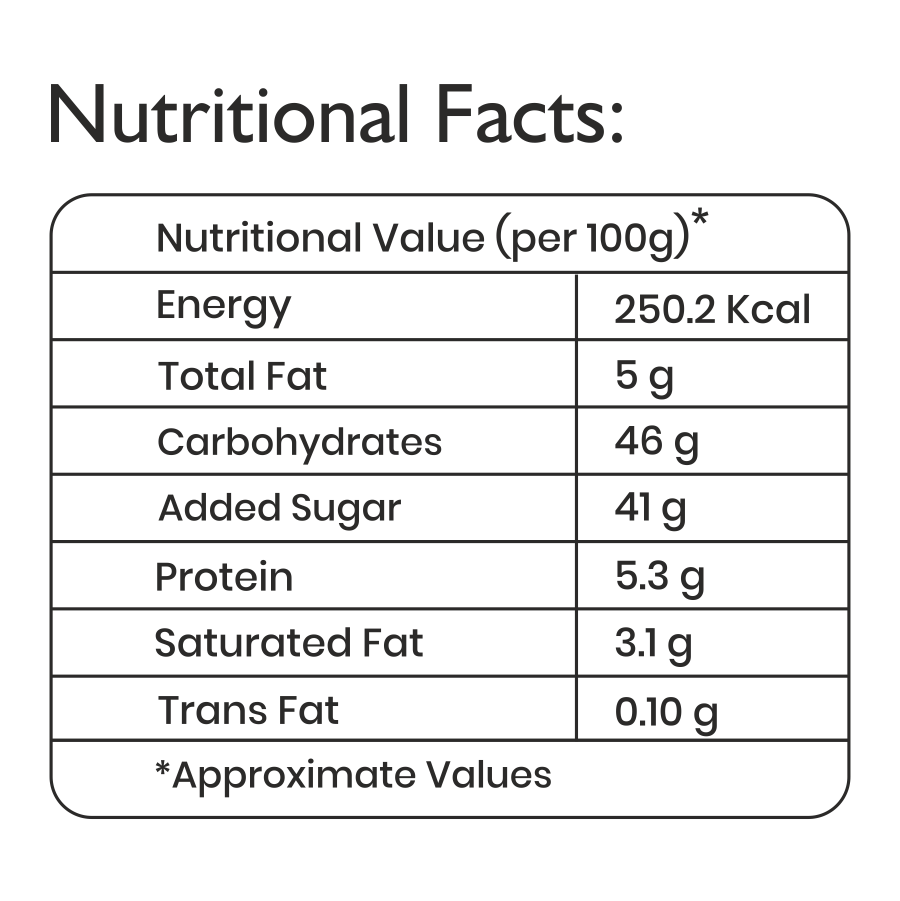 Nutritional Facts:
Nutritional Value (per 100g)*
Energy 250.2 Kcal
Total Fat 5 g
Carbohydrates 46 g
Added Sugar 41 g
Protein 5.3 g
Saturated Fat 3.1 g
Trans Fat 0.10 g
*Approximate Values